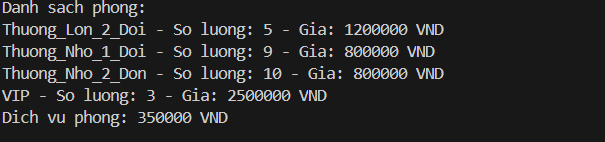 Danh sach phong:
Thuong_Lon_2_Doi - So luong: 5 - Gia: 1200000 VND
Thuong_Nho_1_Doi - So luong: 9 - Gia: 800000 VND
Thuong_Nho_2_Don - So luong: 10 - Gia: 800000 VND
VIP - So luong: 3 - Gia: 2500000 VND
Dich vu phong: 350000 VND